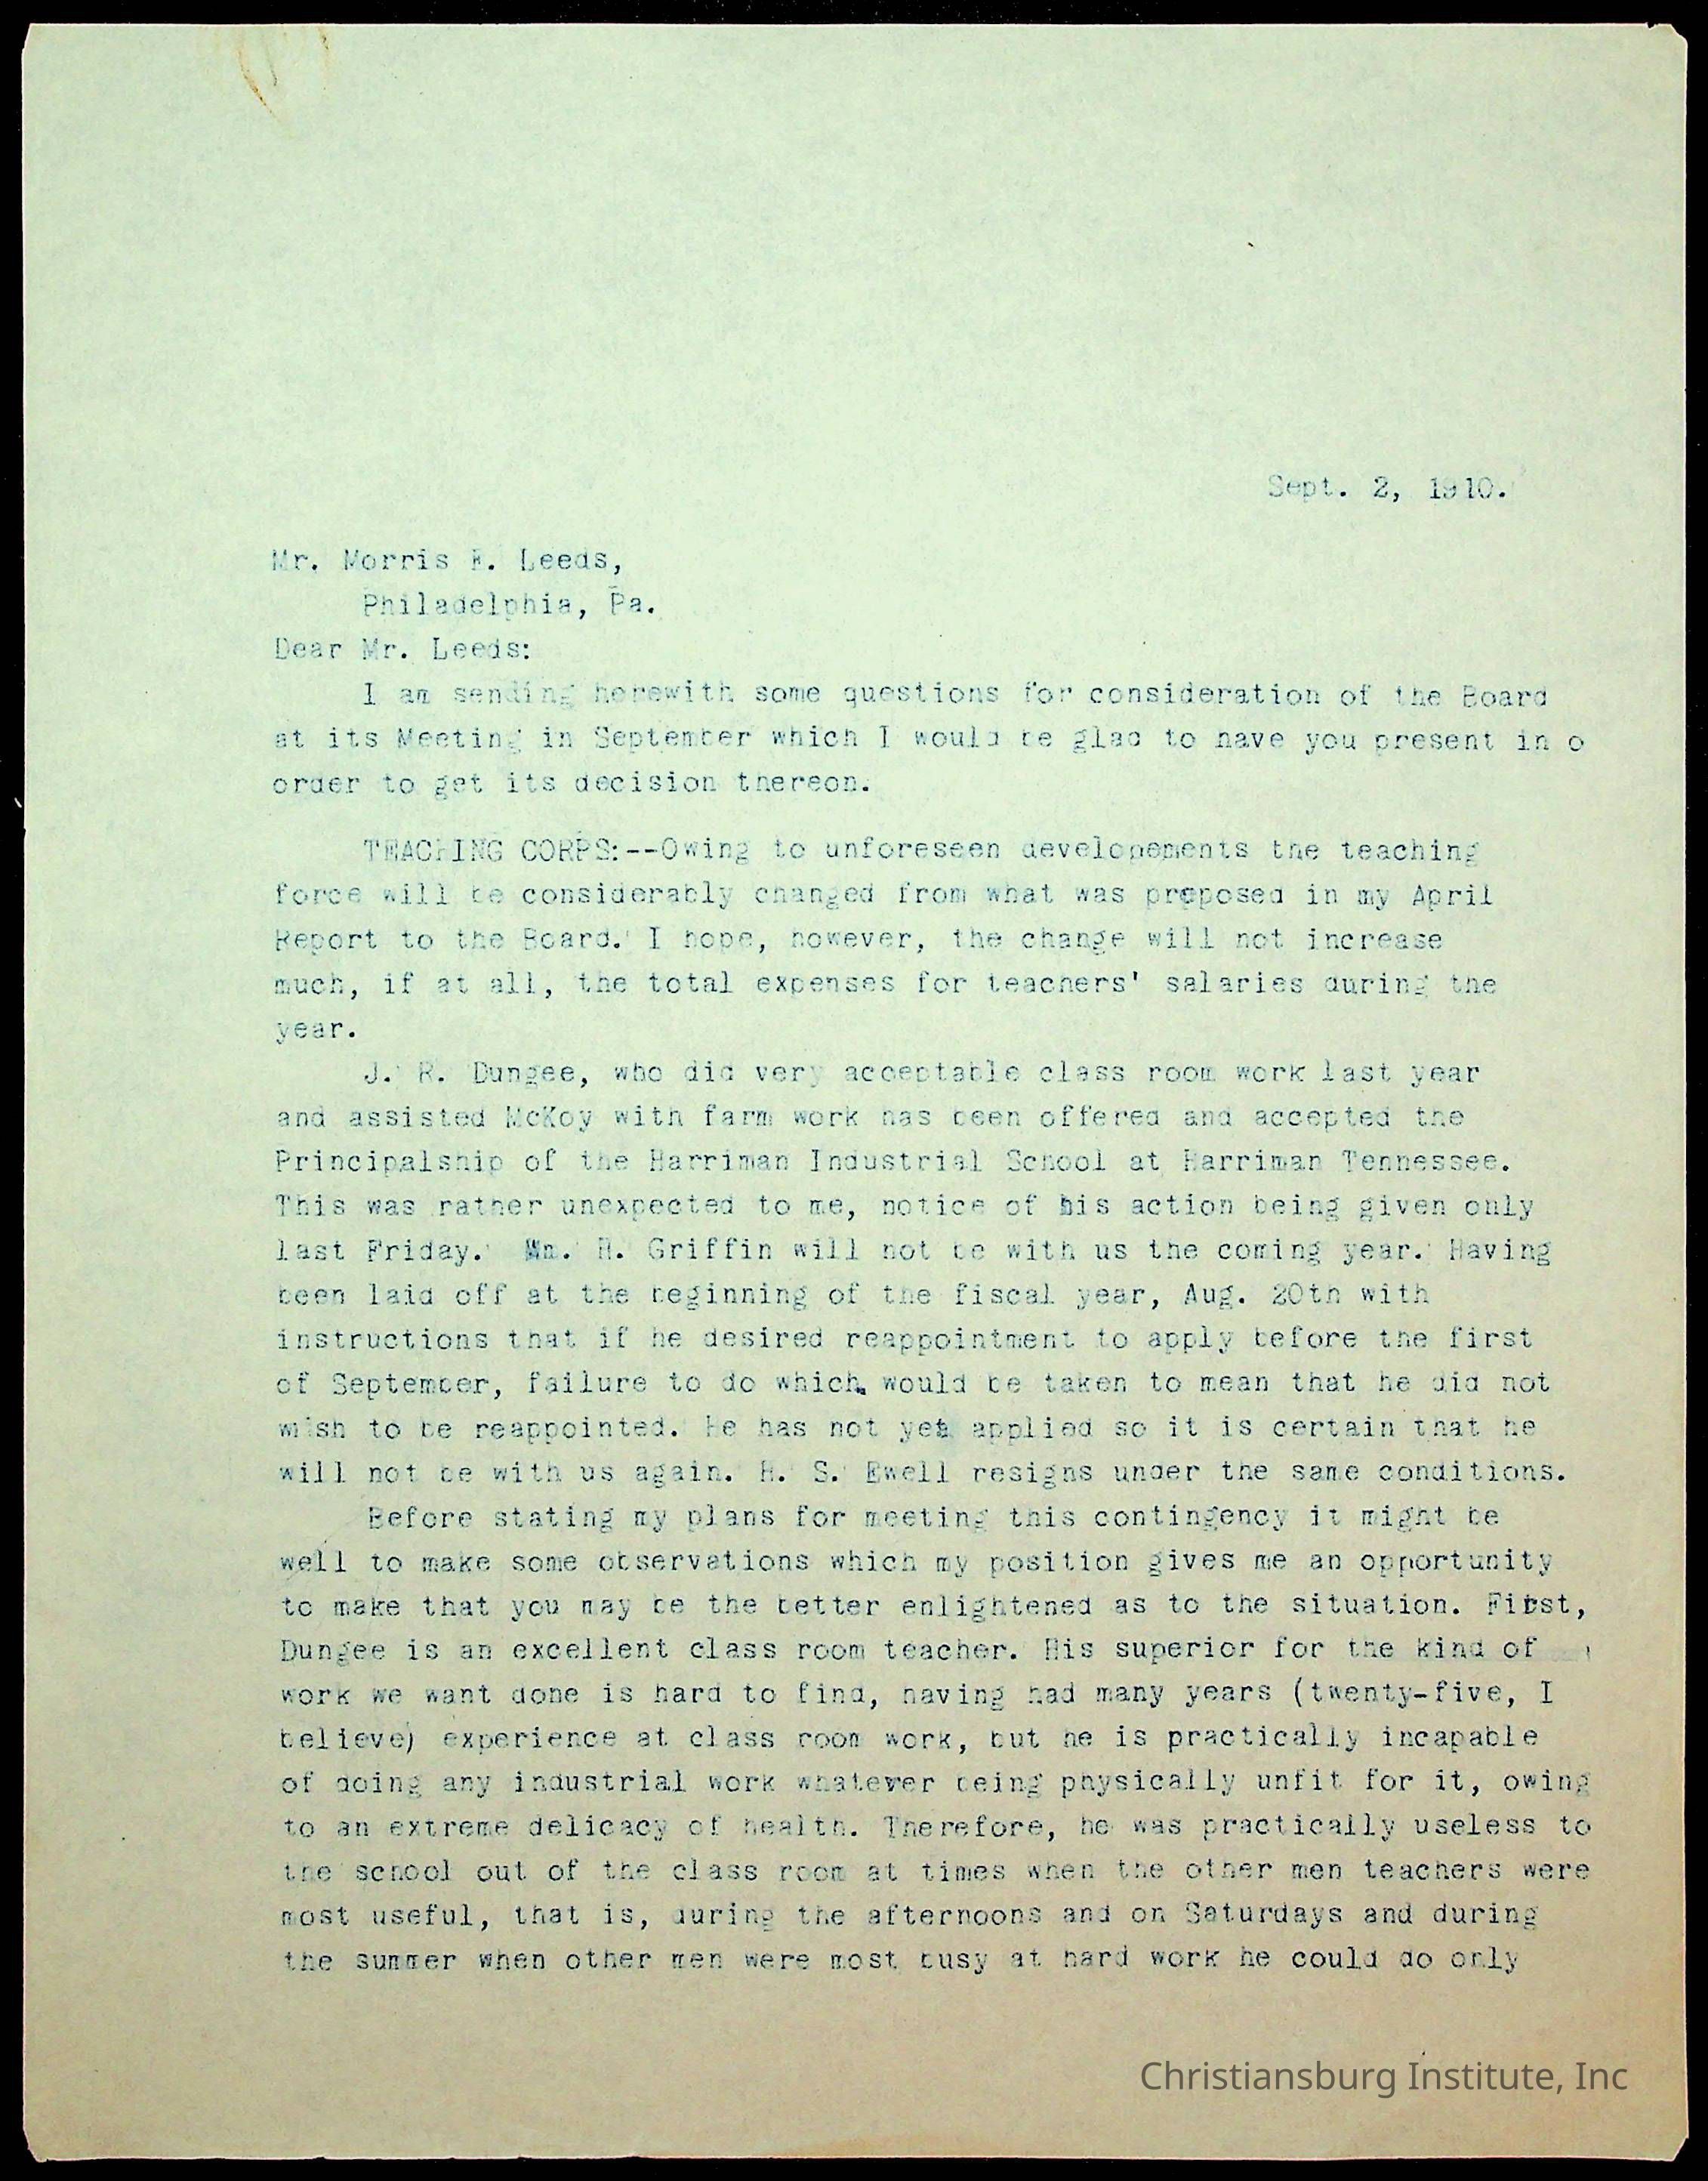 Sept. 2, 1910.
Mr. Morris E. Leeds,
Philadelphia, Pa.
Dear Mr. Leeds:
I am sending herewith some questions for consideration of the Board
at its Meeting in September which I would be glad to have you present in o
order to get its decision thereon.
TEACHING CORPS:--Owing to unforeseen developements the teaching
force will be considerably changed from what was proposed in my April
Report to the Board. I hope, however, the change will not increase
much, if at all, the total expenses for teachers' salaries during the
year.
J. R. Dungee, who did very acceptable class room work last year
and assisted McKoy with farm work has been offered and accepted the
Principalship of the Harriman Industrial School at Harriman Tennessee.
This was rather unexpected to me, notice of his action being given only
last Friday. Wm. H. Griffin will not be with us the coming year. Having
been laid off at the beginning of the fiscal year, Aug. 20th with
instructions that if he desired reappointment to apply before the first
of September, failure to do which would be taken to mean that he did not
wish to be reappointed. He has not yet applied so it is certain that he
will not be with us again. H. S. Ewell resigns under the same conditions.
Before stating my plans for meeting this contingency it might be
well to make some observations which my position gives me an opportunity
to make that you may be the better enlightened as to the situation. First,
Dungee is an excellent class room teacher. His superior for the kind of
work we want done is hard to find, having had many years (twenty-five, I
believe) experience at class room work, but he is practically incapable
of doing any industrial work whatever being physically unfit for it, owing
to an extreme delicacy of health. Therefore, he was practically useless to
the school out of the class room at times when the other men teachers were
most useful, that is, during the afternoons and on Saturdays and during
the summer when other men were most busy at hard work he could do only
Christiansburg Institute, Inc